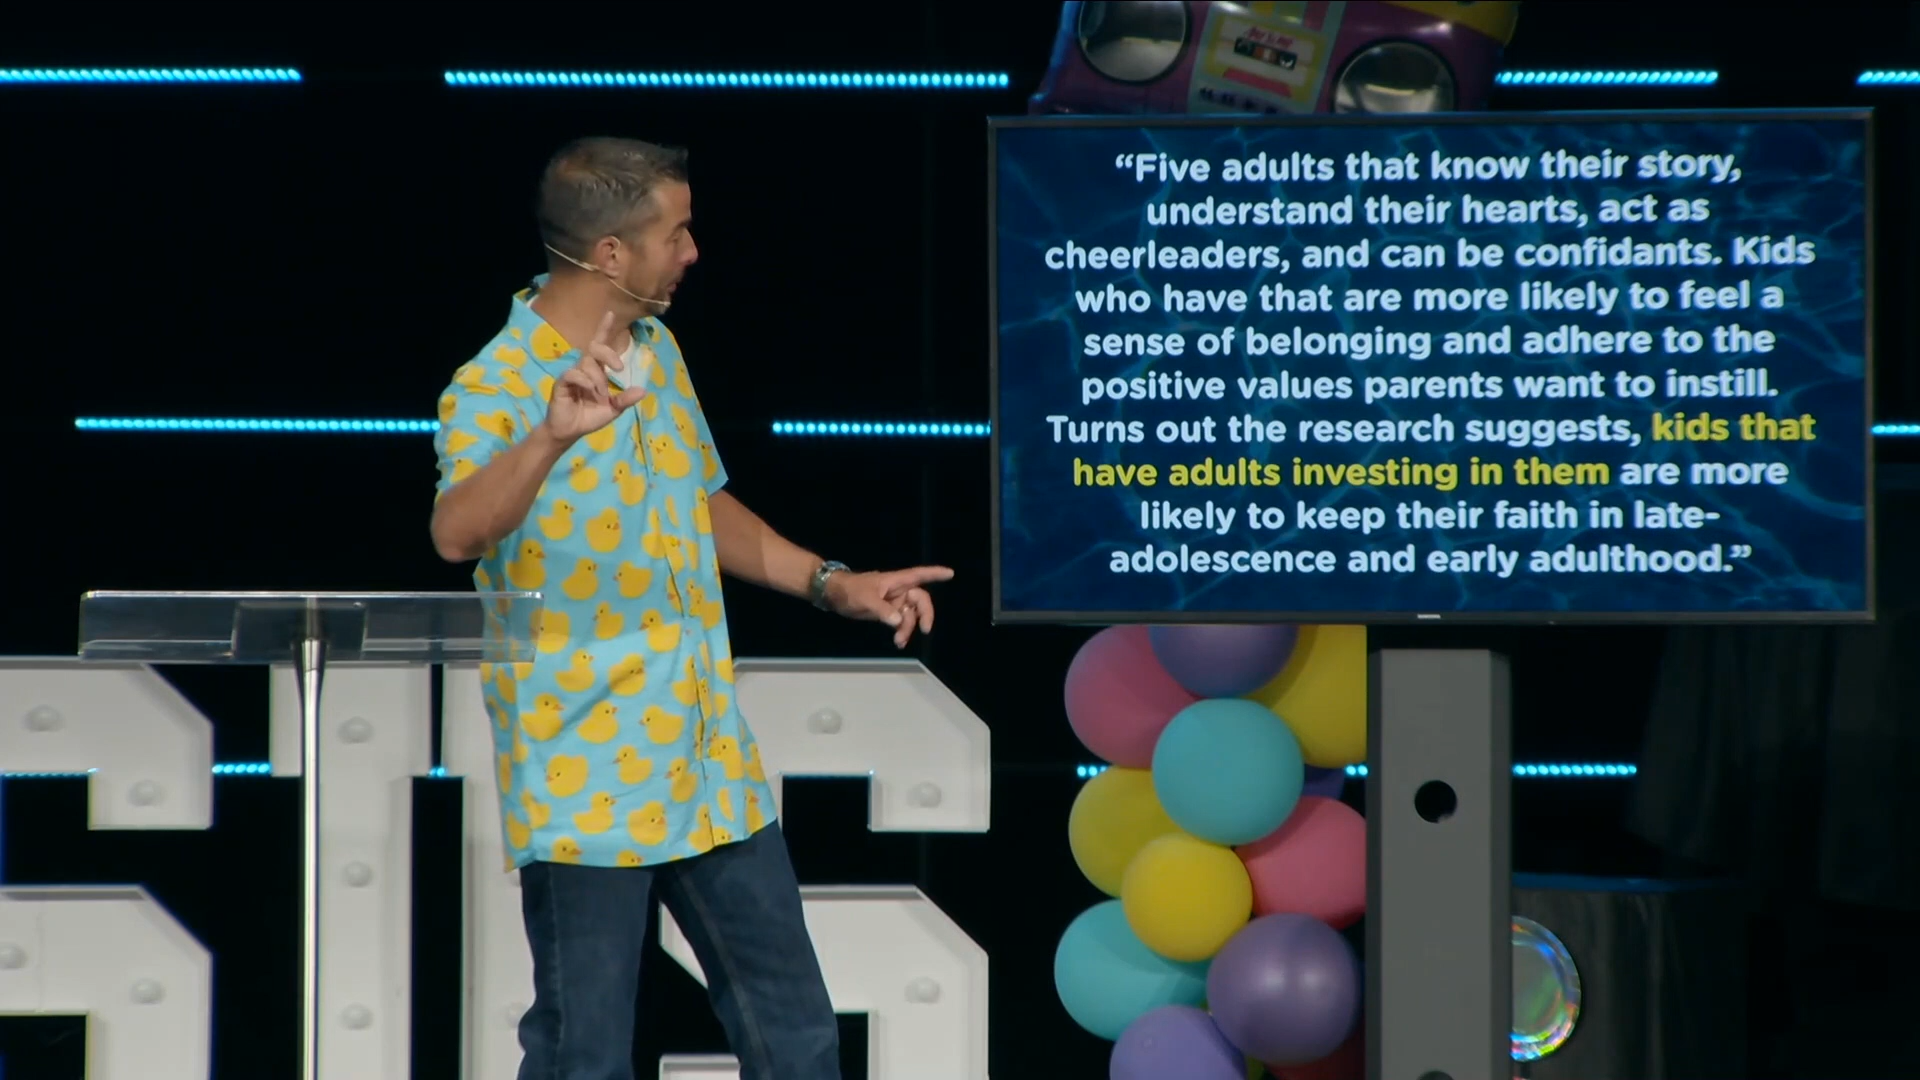 “Five adults that know their story,
understand their hearts, act as
cheerleaders, and can be confidants. Kids
who have that are more likely to feel a
sense of belonging and adhere to the
positive values parents want to instill.
Turns out the research suggests, kids that
have adults investing in them are more
likely to keep their faith in late-
adolescence and early adulthood.”